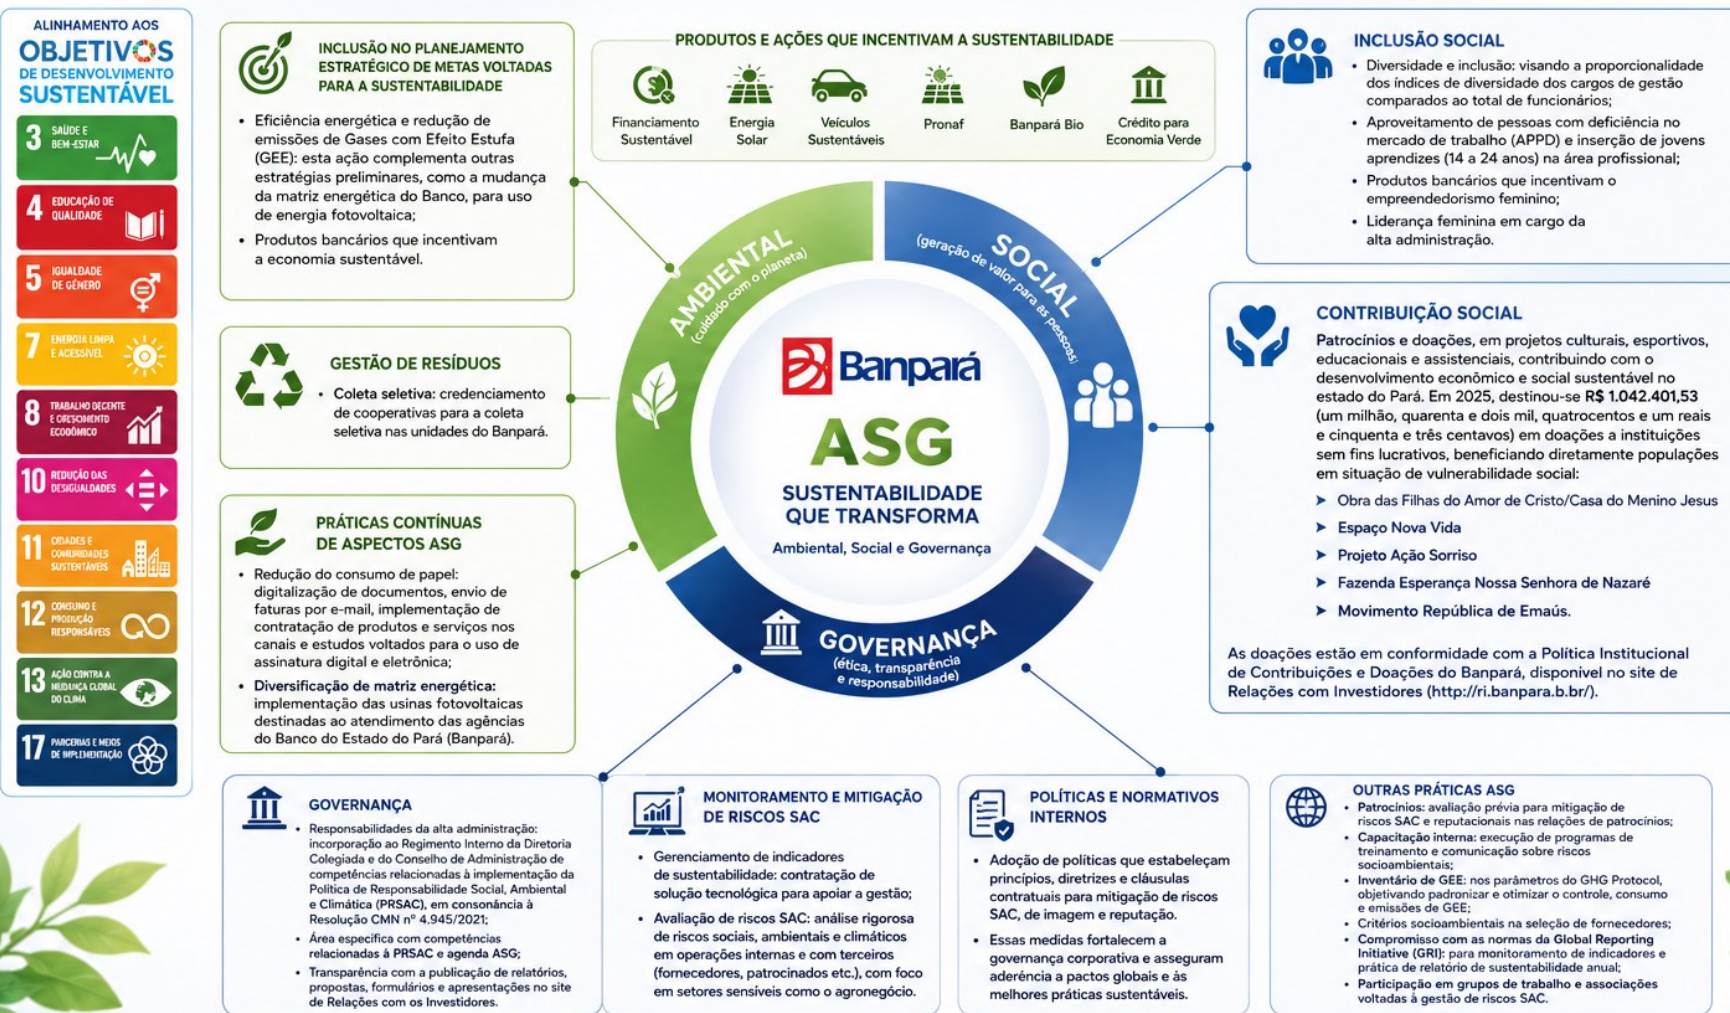 ALINHAMENTO AOS
OBJETIVOS
DE DESENVOLVIMENTO
SUSTENTÁVEL
3 SAÚDE E
BEM-ESTAR
4 EDUCAÇÃO DE
QUALIDADE
5 IGUALDADE
DE GÉNERO
7 ENERGIA LIMPA
E ACESSÍVEL
8 TRABALHO DECENTE
E CRESCIMENTO
ECONÔMICO
10 REDUÇÃO DAS
DESIGUALDADES
11 CIDADES E
COMUNIDADES
SUSTENTÁVEIS
12 CONSUMO E
PRODUÇÃO
RESPONSÁVEIS
13 AÇÃO CONTRA A
MUDANÇA GLOBAL
DO CLIMA
17 PARCERIAS E MEIOS
DE IMPLEMENTAÇÃO
INCLUSÃO NO PLANEJAMENTO
ESTRATÉGICO DE METAS VOLTADAS
PARA A SUSTENTABILIDADE
• Eficiência energética e redução de
emissões de Gases com Efeito Estufa
(GEE): esta ação complementa outras
estratégias preliminares, como a mudança
da matriz energética do Banco, para uso
de energia fotovoltaica;
• Produtos bancários que incentivam
a economia sustentável.
GESTÃO DE RESÍDUOS
• Coleta seletiva: credenciamento
de cooperativas para a coleta
seletiva nas unidades do Banpará.
PRÁTICAS CONTÍNUAS
DE ASPECTOS ASG
• Redução do consumo de papel:
digitalização de documentos, envio de
faturas por e-mail, implementação de
contratação de produtos e serviços nos
canais e estudos voltados para o uso de
assinatura digital e eletrônica;
• Diversificação de matriz energética:
implementação das usinas fotovoltaicas
destinadas ao atendimento das agências
do Banco do Estado do Pará (Banpará).
PRODUTOS E AÇÕES QUE INCENTIVAM A SUSTENTABILIDADE
Financiamento
Sustentável
Energia
Solar
Veículos
Sustentáveis
Pronaf
Banpará Bio
Crédito para
Economia Verde
AMBIENTAL
(cuidado com o planeta)
SOCIAL
(geração de valor para as pessoas)
Banpará
ASG
SUSTENTABILIDADE
QUE TRANSFORMA
Ambiental, Social e Governança
GOVERNANÇA
(ética, transparência
e responsabilidade)
INCLUSÃO SOCIAL
• Diversidade e inclusão: visando a proporcionalidade
dos índices de diversidade dos cargos de gestão
comparados ao total de funcionários;
• Aproveitamento de pessoas com deficiência no
mercado de trabalho (APPD) e inserção de jovens
aprendizes (14 a 24 anos) na área profissional;
• Produtos bancários que incentivam o
empreendedorismo feminino;
• Liderança feminina em cargo da
alta administração.
CONTRIBUIÇÃO SOCIAL
Patrocínios e doações, em projetos culturais, esportivos,
educacionais e assistenciais, contribuindo com o
desenvolvimento econômico e social sustentável no
estado do Pará. Em 2025, destinou-se R$ 1.042.401,53
(um milhão, quarenta e dois mil, quatrocentos e um reais
e cinquenta e três centavos) em doações a instituições
sem fins lucrativos, beneficiando diretamente populações
em situação de vulnerabilidade social:
➤ Obra das Filhas do Amor de Cristo/Casa do Menino Jesus
➤ Espaço Nova Vida
➤ Projeto Ação Sorriso
➤ Fazenda Esperança Nossa Senhora de Nazaré
➤ Movimento República de Emaús.
As doações estão em conformidade com a Política Institucional
de Contribuições e Doações do Banpará, disponível no site de
Relações com Investidores (http://ri.banpara.b.br/).
GOVERNANÇA
• Responsabilidades da alta administração:
incorporação ao Regimento Interno da Diretoria
Colegiada e do Conselho de Administração de
competências relacionadas à implementação da
Política de Responsabilidade Social, Ambiental
e Climática (PRSAC), em consonância à
Resolução CMN nº 4.945/2021;
• Área especifica com competências
relacionadas à PRSAC e agenda ASG;
• Transparência com a publicação de relatórios,
propostas, formulários e apresentações no site
de Relações com os Investidores.
MONITORAMENTO E MITIGAÇÃO
DE RISCOS SAC
• Gerenciamento de indicadores
de sustentabilidade: contratação de
solução tecnológica para apoiar a gestão;
• Avaliação de riscos SAC: análise rigorosa
de riscos sociais, ambientais e climáticos
em operações internas e com terceiros
(fornecedores, patrocinados etc.), com foco
em setores sensíveis como o agronegócio.
POLÍTICAS E NORMATIVOS
INTERNOS
• Adoção de políticas que estabeleçam
princípios, diretrizes e cláusulas
contratuais para mitigação de riscos
SAC, de imagem e reputação.
• Essas medidas fortalecem a
governança corporativa e asseguram
aderência a pactos globais e às
melhores práticas sustentáveis.
OUTRAS PRÁTICAS ASG
• Patrocínios: avaliação prévia para mitigação de
riscos SAC e reputacionais nas relações de patrocínios;
• Capacitação interna: execução de programas de
treinamento e comunicação sobre riscos
socioambientais;
• Inventário de GEE: nos parâmetros do GHG Protocol,
objetivando padronizar e otimizar o controle, consumo
e emissões de GEE;
• Critérios socioambientais na seleção de fornecedores;
• Compromisso com as normas da Global Reporting
Initiative (GRI): para monitoramento de indicadores e
prática de relatório de sustentabilidade anual;
• Participação em grupos de trabalho e associações
voltadas à gestão de riscos SAC.